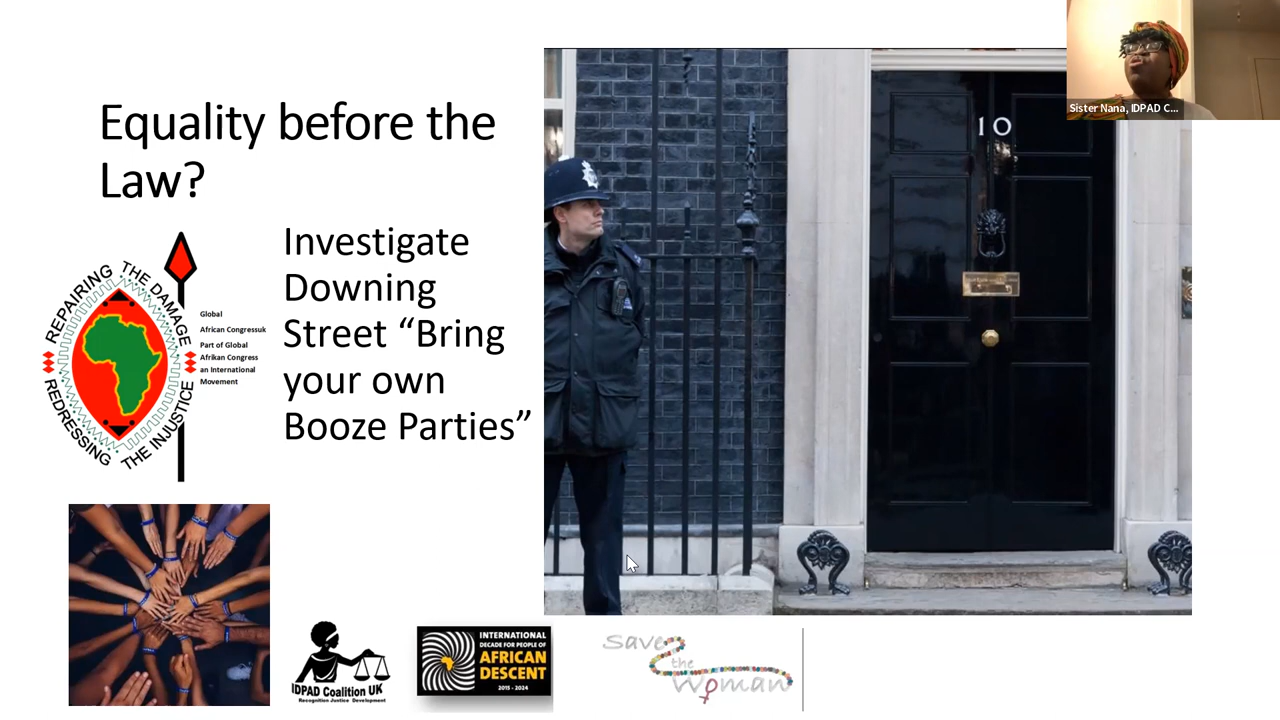 Equality before the
Law?
Investigate
Downing
Street “Bring
your own
Booze Parties”
REPAIRING THE DAMAGE
REDRESSING THE INJUSTICE
Global
African Congressuk
Part of Global
Afrikan Congress
an International
Movement
10
Sister Nana, IDPAD C...
IDPAD Coalition UK
Recognition Justice Development
INTERNATIONAL
DECADE FOR PEOPLE OF
AFRICAN
DESCENT
2015 - 2024
Save
the
Woman